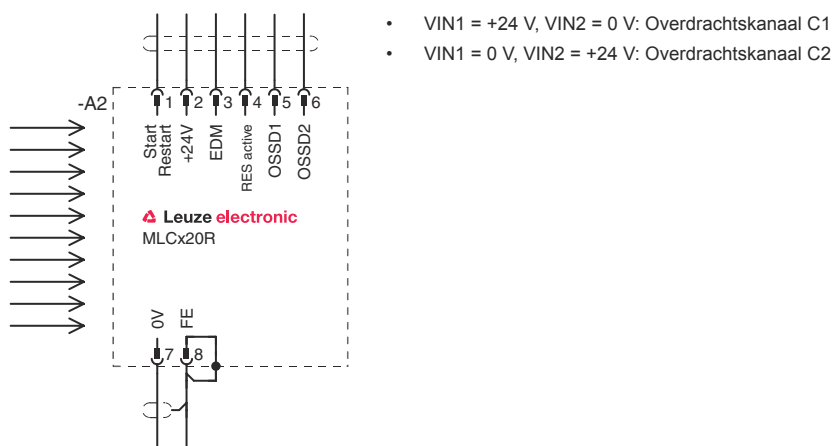 • VIN1 = +24 V, VIN2 = 0 V: Overdrachtskanaal C1
• VIN1 = 0 V, VIN2 = +24 V: Overdrachtskanaal C2
-A2
1 2 3 4 5 6
Start
Restart
+24V
EDM
RES active
OSSD1
OSSD2
Leuze electronic
MLCx20R
0V
FE
7 8